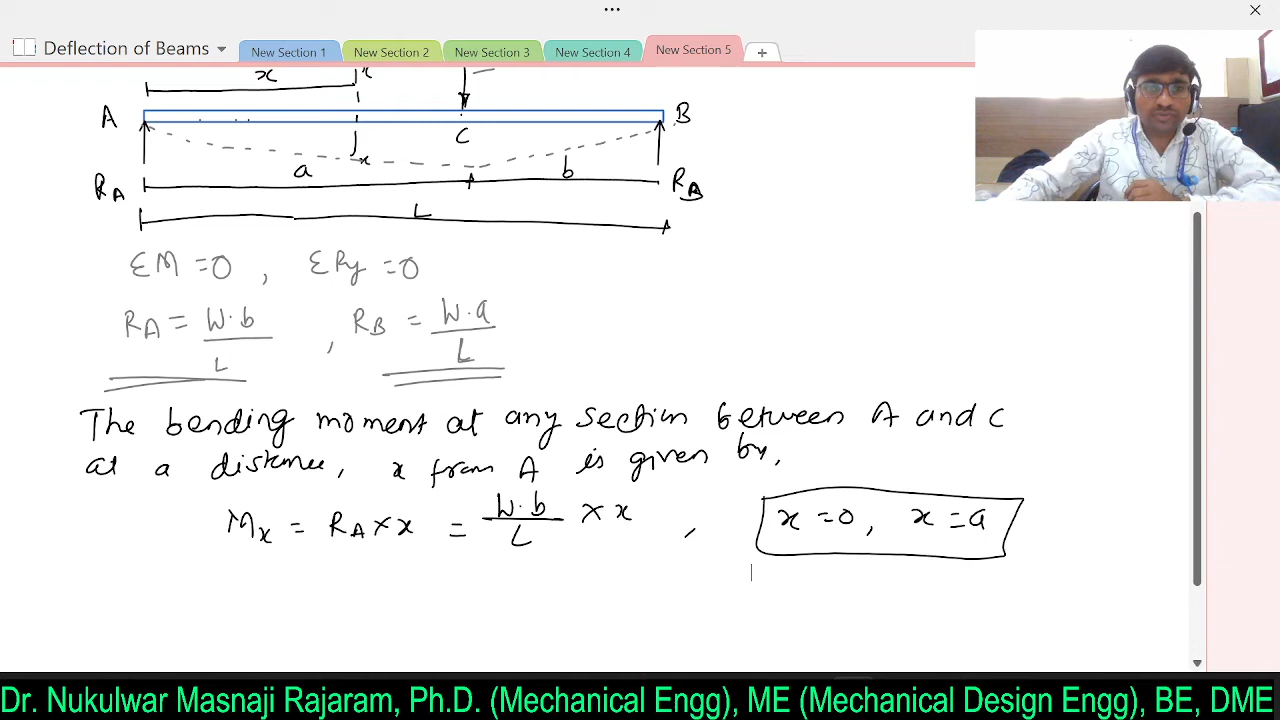 Deflection of Beams
New Section 1 New Section 2 New Section 3 New Section 4 New Section 5
x x
A B
C
x
a b
RA RB
L
ΣM = 0 , ΣRy = 0
RA = W·b / L , RB = W·a / L
The bending moment at any section between A and C
at a distance, x from A is given by,
Mx = RA × x = W·b / L × x , x = 0, x = a
Dr. Nukulwar Masnaji Rajaram, Ph.D. (Mechanical Engg), ME (Mechanical Design Engg), BE, DME